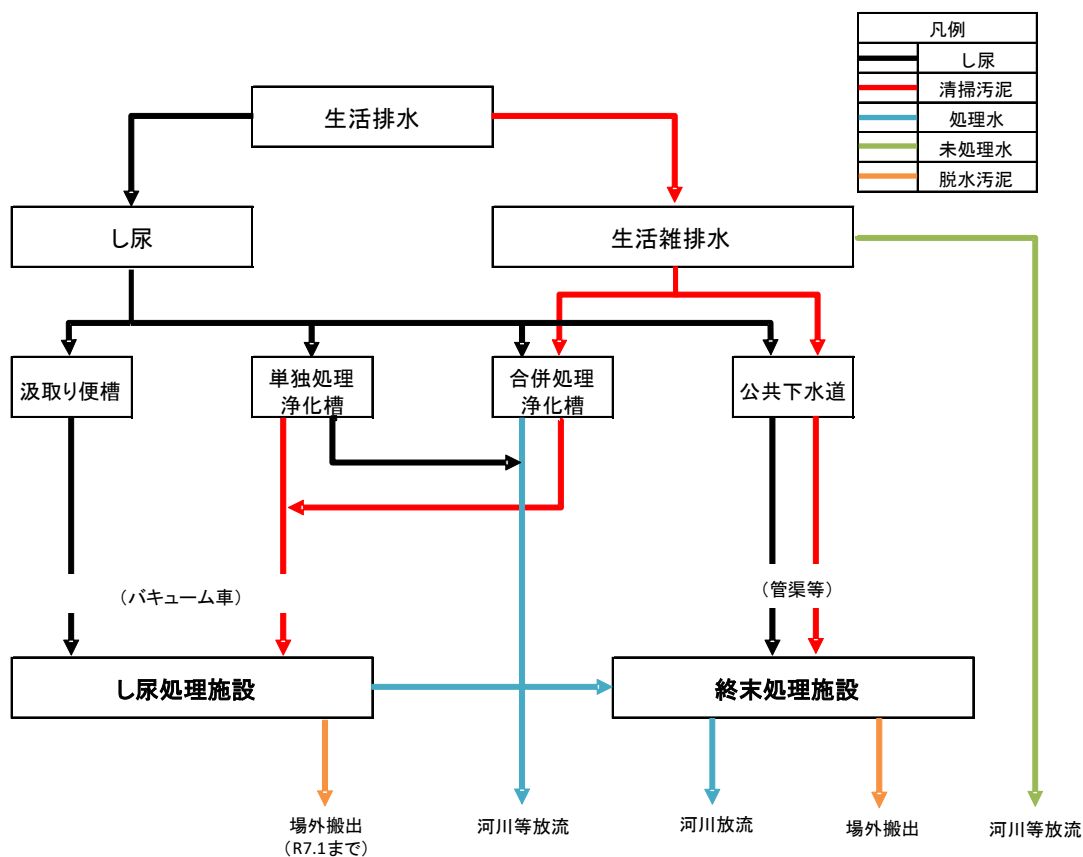 凡例
し尿
清掃汚泥
処理水
未処理水
脱水汚泥
生活排水
し尿
生活雑排水
汲取り便槽
単独処理
浄化槽
合併処理
浄化槽
公共下水道
（バキューム車）
（管渠等）
し尿処理施設
終末処理施設
場外搬出
（R7.1まで）
河川等放流
河川放流
場外搬出
河川等放流